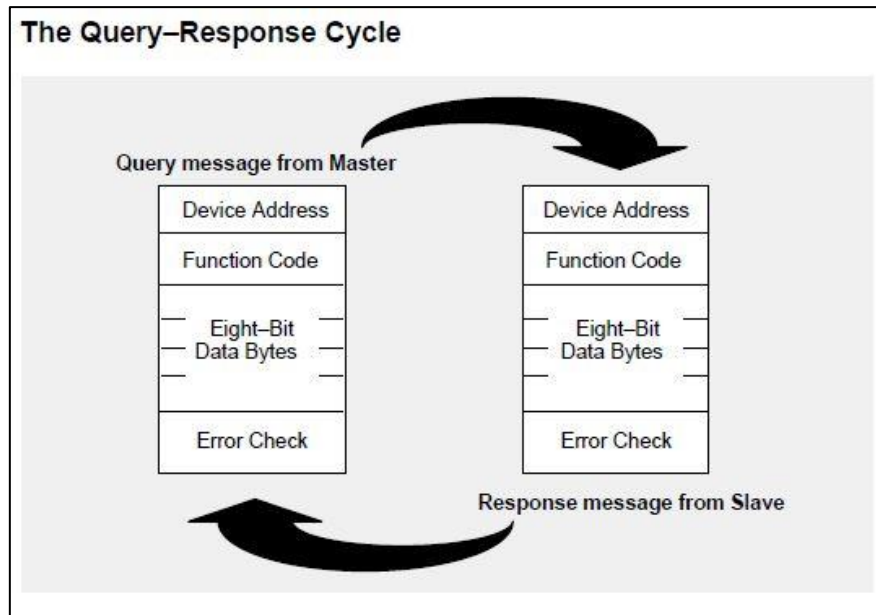 The Query–Response Cycle
Query message from Master
Device Address
Function Code
Eight–Bit
Data Bytes
Error Check
Device Address
Function Code
Eight–Bit
Data Bytes
Error Check
Response message from Slave